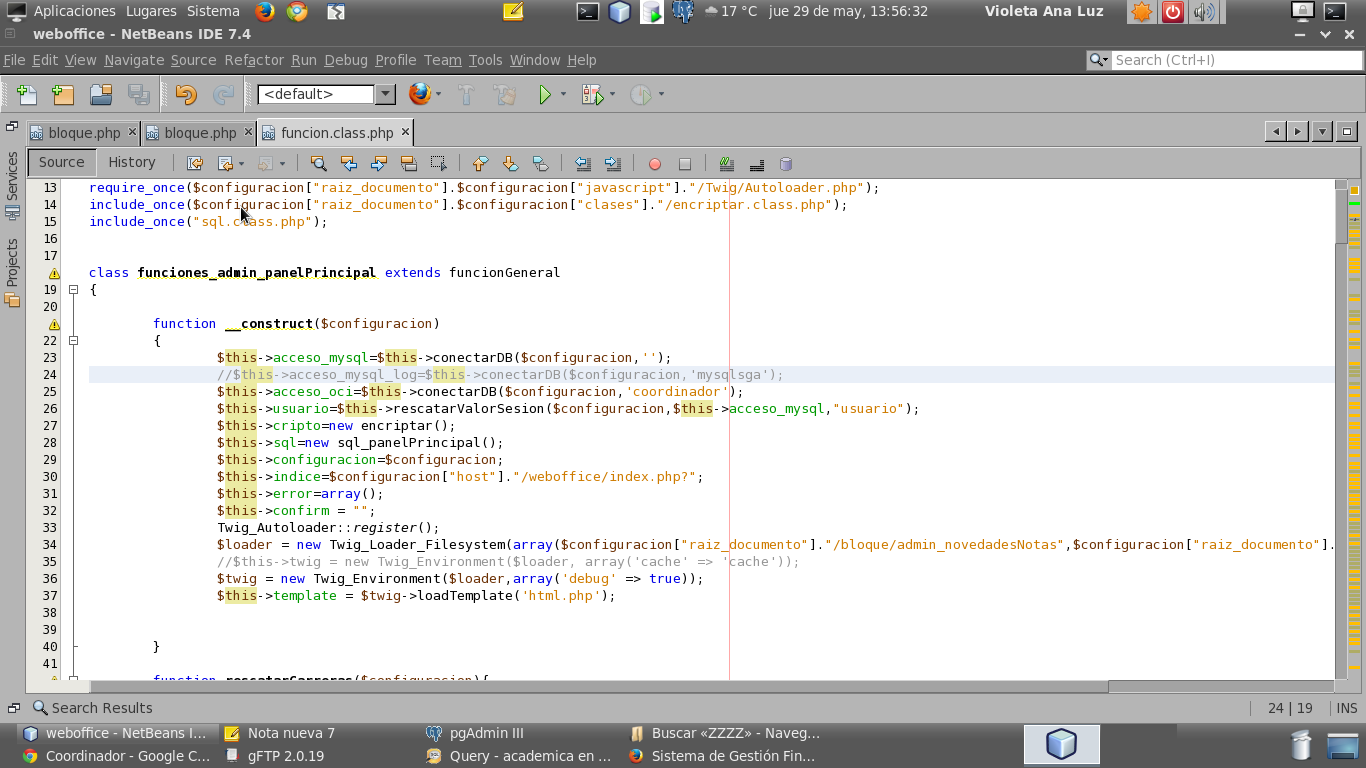 Aplicaciones Lugares Sistema 17 °C jue 29 de may, 13:56:32 Violeta Ana Luz
weboffice - NetBeans IDE 7.4
File Edit View Navigate Source Refactor Run Debug Profile Team Tools Window Help Search (Ctrl+I)
<default>
bloque.php bloque.php funcion.class.php
Source History
Services
Projects
13 require_once($configuracion["raiz_documento"].$configuracion["javascript"]."/Twig/Autoloader.php");
14 include_once($configuracion["raiz_documento"].$configuracion["clases"]."/encriptar.class.php");
15 include_once("sql.class.php");
16
17
class funciones_admin_panelPrincipal extends funcionGeneral
19 {
20
function __construct($configuracion)
22 {
23 $this->acceso_mysql=$this->conectarDB($configuracion,'');
24 //$this->acceso_mysql_log=$this->conectarDB($configuracion,'mysqlsga');
25 $this->acceso_oci=$this->conectarDB($configuracion,'coordinador');
26 $this->usuario=$this->rescatarValorSesion($configuracion,$this->acceso_mysql,"usuario");
27 $this->cripto=new encriptar();
28 $this->sql=new sql_panelPrincipal();
29 $this->configuracion=$configuracion;
30 $this->indice=$configuracion["host"]."/weboffice/index.php?";
31 $this->error=array();
32 $this->confirm = "";
33 Twig_Autoloader::register();
34 $loader = new Twig_Loader_Filesystem(array($configuracion["raiz_documento"]."/bloque/admin_novedadesNotas",$configuracion["raiz_documento"].
35 //$this->twig = new Twig_Environment($loader, array('cache' => 'cache'));
36 $twig = new Twig_Environment($loader,array('debug' => true));
37 $this->template = $twig->loadTemplate('html.php');
38
39
40 }
41
function rescatarCarreras($configuracion){
Search Results 24 | 19 INS
weboffice - NetBeans I... Nota nueva 7 pgAdmin III Buscar «ZZZZ» - Naveg...
Coordinador - Google C... gFTP 2.0.19 Query - academica en ... Sistema de Gestión Fin...